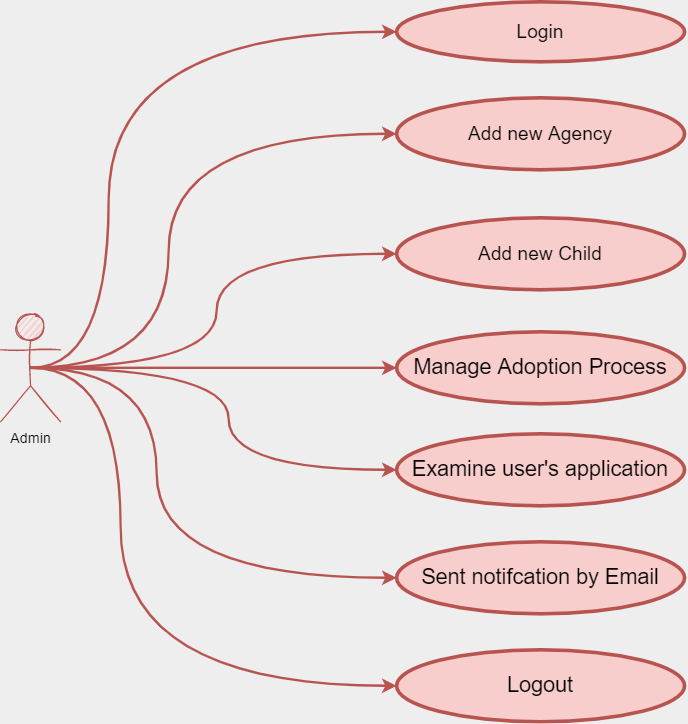 Login
Add new Agency
Add new Child
Manage Adoption Process
Examine user's application
Sent notifcation by Email
Logout
Admin